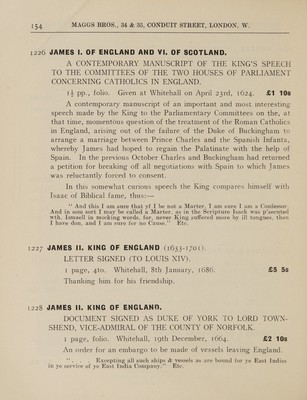 154
MAGGS BROS., 34 & 35, CONDUIT STREET, LONDON, W.
1226 JAMES I. OF ENGLAND AND VI. OF SCOTLAND.
A CONTEMPORARY MANUSCRIPT OF THE KING'S SPEECH
TO THE COMMITTEES OF THE TWO HOUSES OF PARLIAMENT
CONCERNING CATHOLICS IN ENGLAND.
1½ pp., folio. Given at Whitehall on April 23rd, 1624. £1 10s
A contemporary manuscript of an important and most interesting
speech made by the King to the Parliamentary Committees on the, at
that time, momentous question of the treatment of the Roman Catholics
in England, arising out of the failure of the Duke of Buckingham to
arrange a marriage between Prince Charles and the Spanish Infanta,
whereby James had hoped to regain the Palatinate with the help of
Spain. In the previous October Charles and Buckingham had returned
a petition for breaking off all negotiations with Spain to which James
was reluctantly forced to consent.
In this somewhat curious speech the King compares himself with
Isaac of Biblical fame, thus:—
" And this I am sure that yf I be not a Marter, I am sure I am a Confessor.
And in som sort I may be called a Marter, as in the Scripture Isack was p'secuted
wth. Ismaell in mocking words, for, never King suffered more by ill tungues, then
I have don, and I am sure for no Cause." Etc.
1227 JAMES II. KING OF ENGLAND (1633-1701).
LETTER SIGNED (TO LOUIS XIV).
1 page, 4to. Whitehall, 8th January, 1686. £5 5s
Thanking him for his friendship.
1228 JAMES II. KING OF ENGLAND.
DOCUMENT SIGNED AS DUKE OF YORK TO LORD TOWN-
SHEND, VICE-ADMIRAL OF THE COUNTY OF NORFOLK.
1 page, folio. Whitehall, 19th December, 1664. £2 10s
An order for an embargo to be made of vessels leaving England.
" . . . Excepting all such ships & vessels as are bound for ye East Indies
in ye service of ye East India Company." Etc.